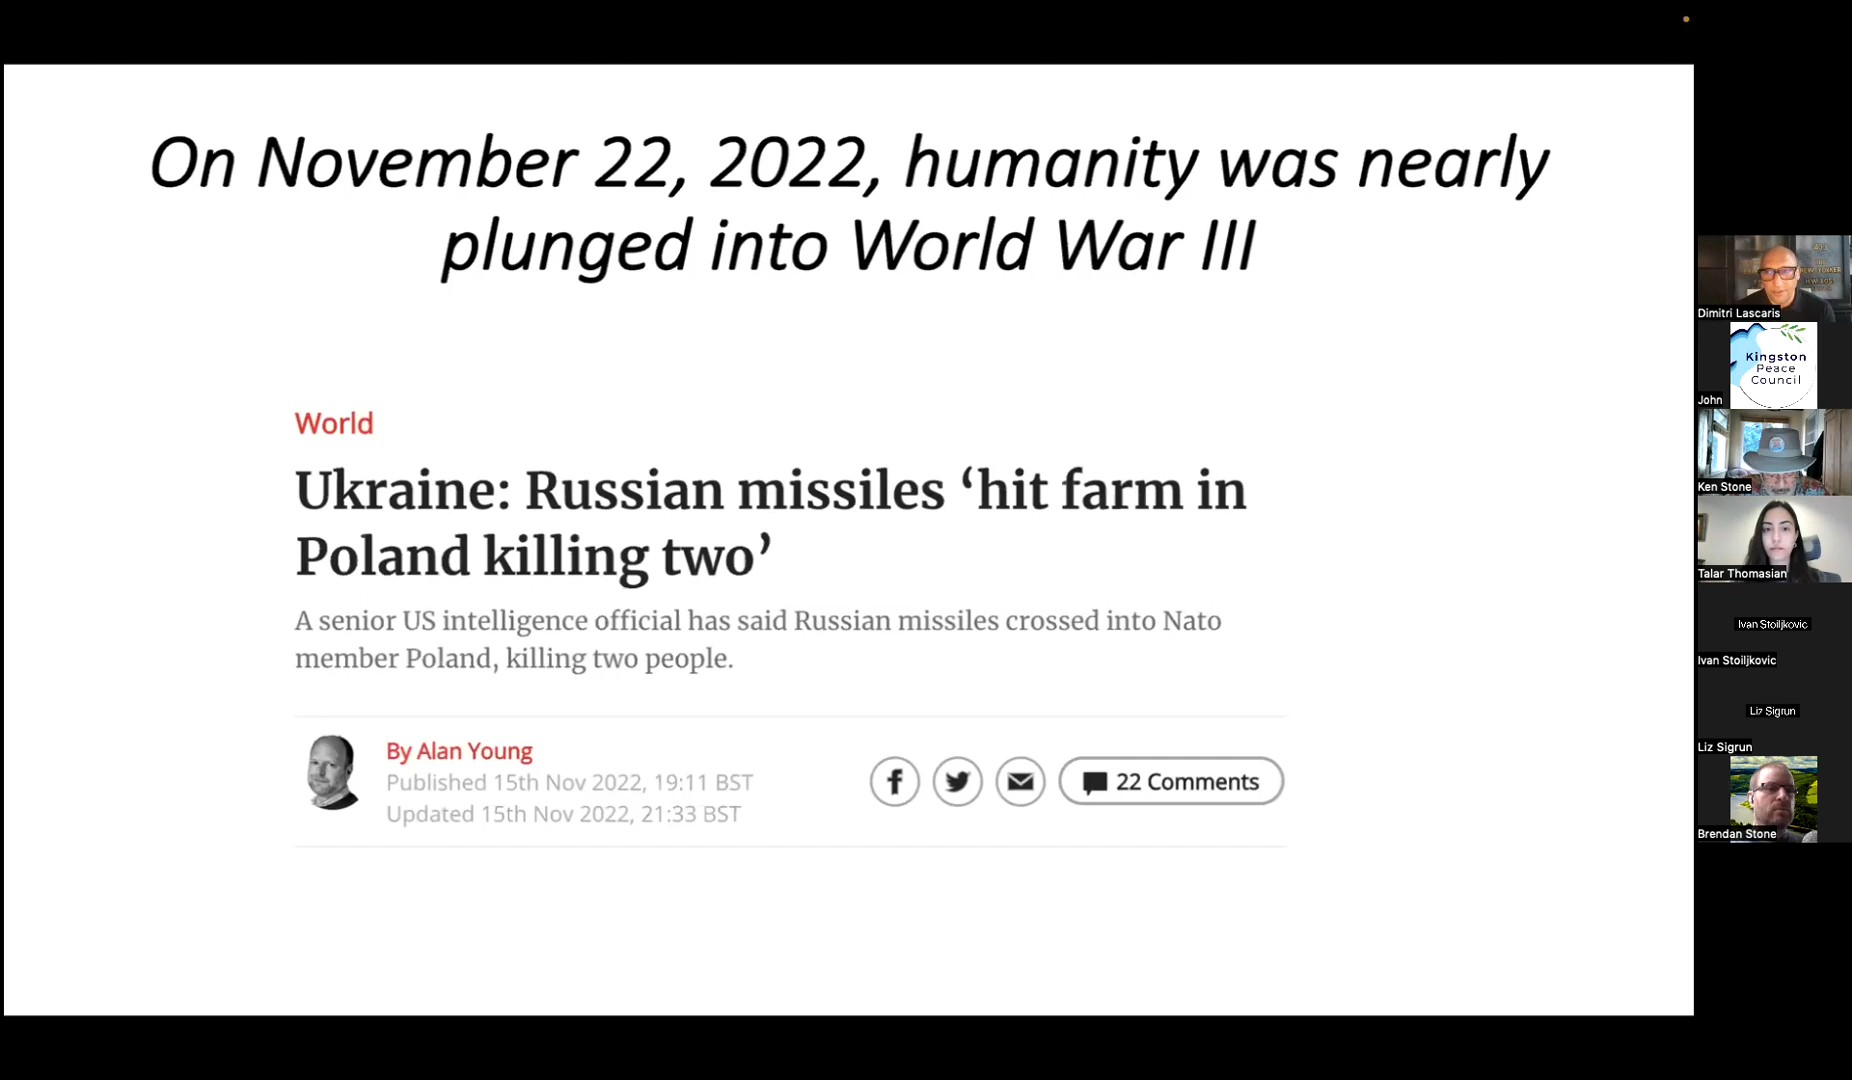 On November 22, 2022, humanity was nearly
plunged into World War III
World
Ukraine: Russian missiles ‘hit farm in
Poland killing two’
A senior US intelligence official has said Russian missiles crossed into Nato
member Poland, killing two people.
By Alan Young
Published 15th Nov 2022, 19:11 BST
Updated 15th Nov 2022, 21:33 BST
22 Comments
Dimitri Lascaris
Kingston
Peace
Council
John
Ken Stone
Talar Thomasian
Ivan Stoiljkovic
Ivan Stoiljkovic
Liz Sigrun
Liz Sigrun
Brendan Stone